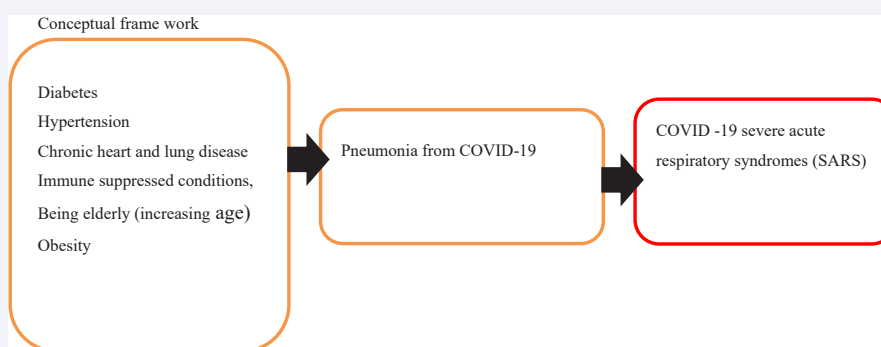 Conceptual frame work
Diabetes
Hypertension
Chronic heart and lung disease
Immune suppressed conditions,
Being elderly (increasing age)
Obesity
Pneumonia from COVID-19
COVID -19 severe acute
respiratory syndromes (SARS)